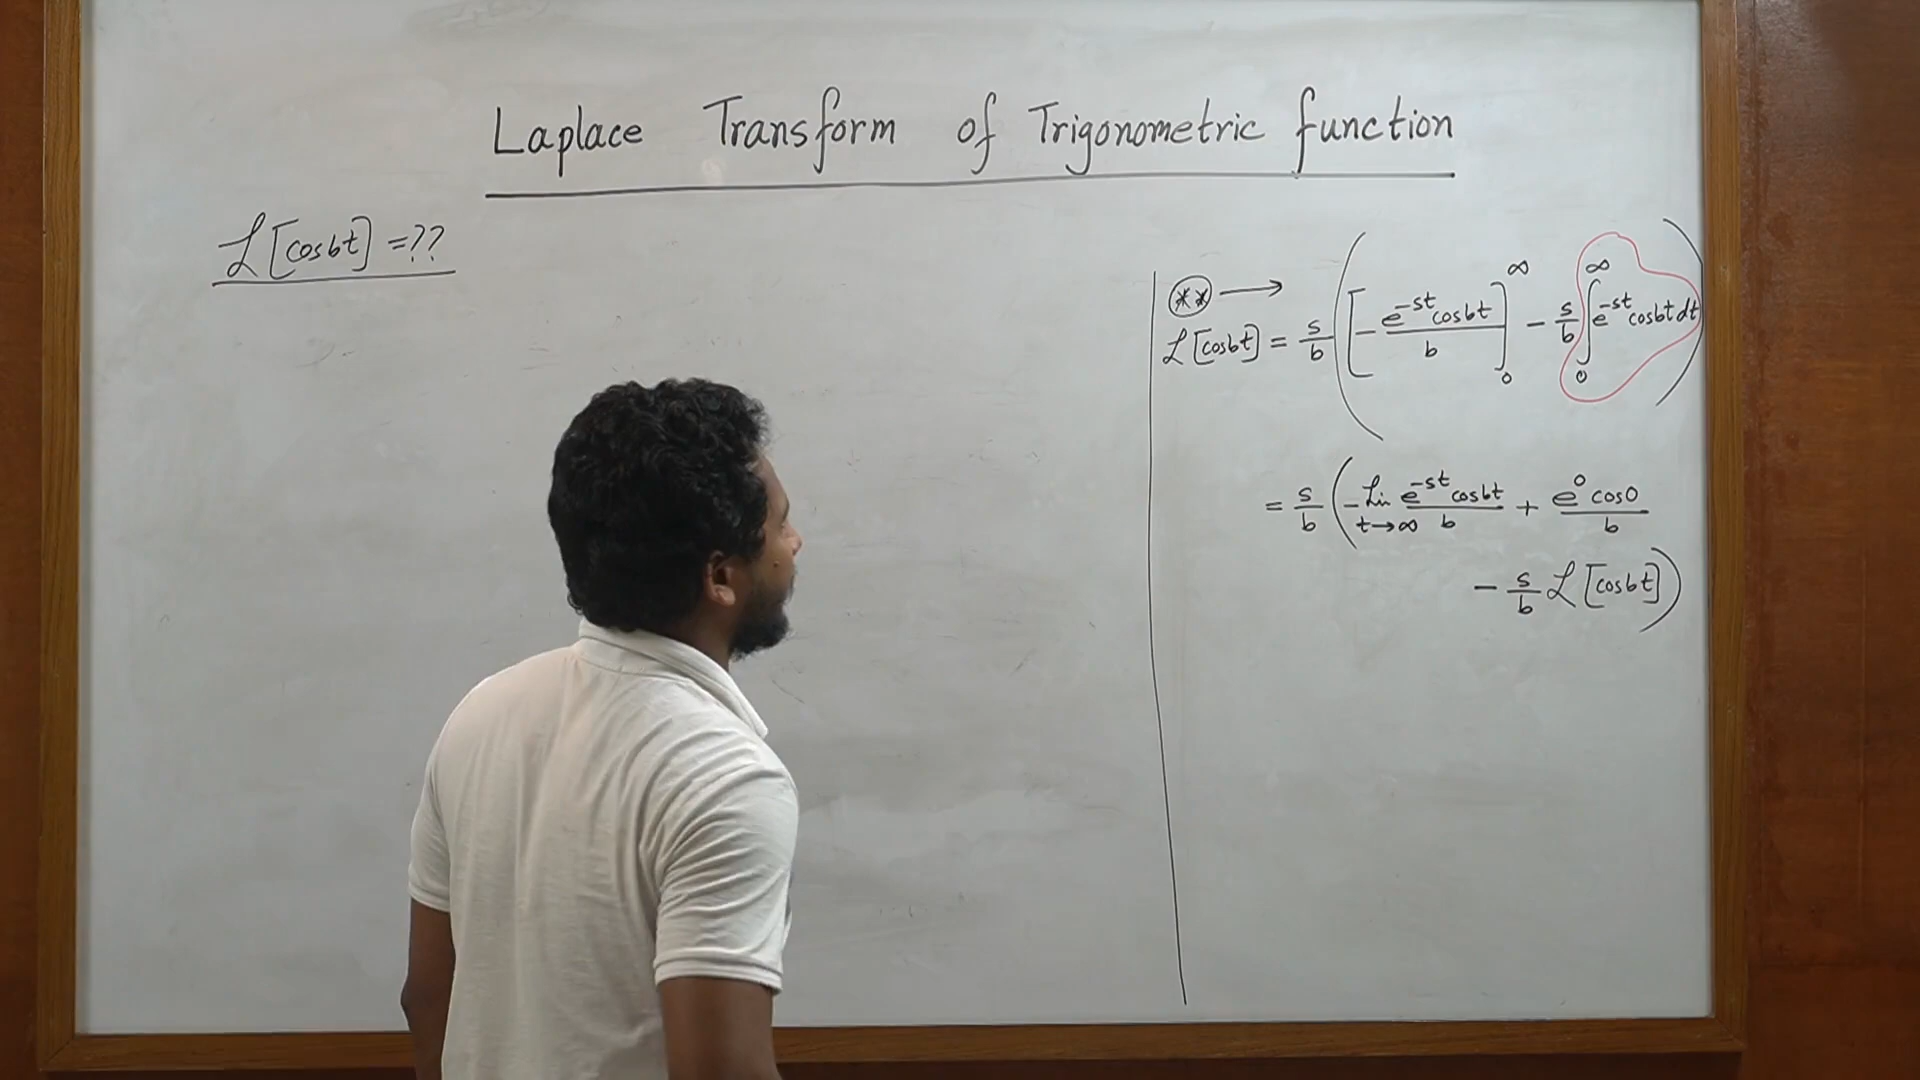 Laplace Transform of Trigonometric function
ℒ[cosbt] =??
** →
ℒ[cosbt] = s/b ( [ - e^{-st} cosbt / b ]_0^∞ - s/b ∫_0^∞ e^{-st} cosbt dt )
= s/b ( - Lim_{t→∞} e^{-st} cosbt / b + e^0 cos0 / b
- s/b ℒ[cosbt] )